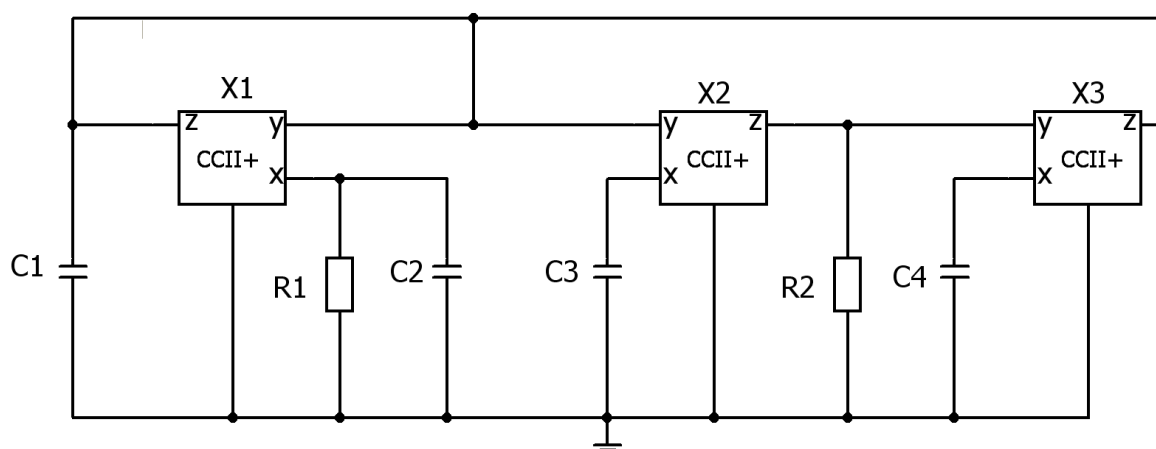 X1
X2
X3
z y
y z
y z
CCII+
CCII+
CCII+
x
x
x
C1
R1
C2
C3
R2
C4